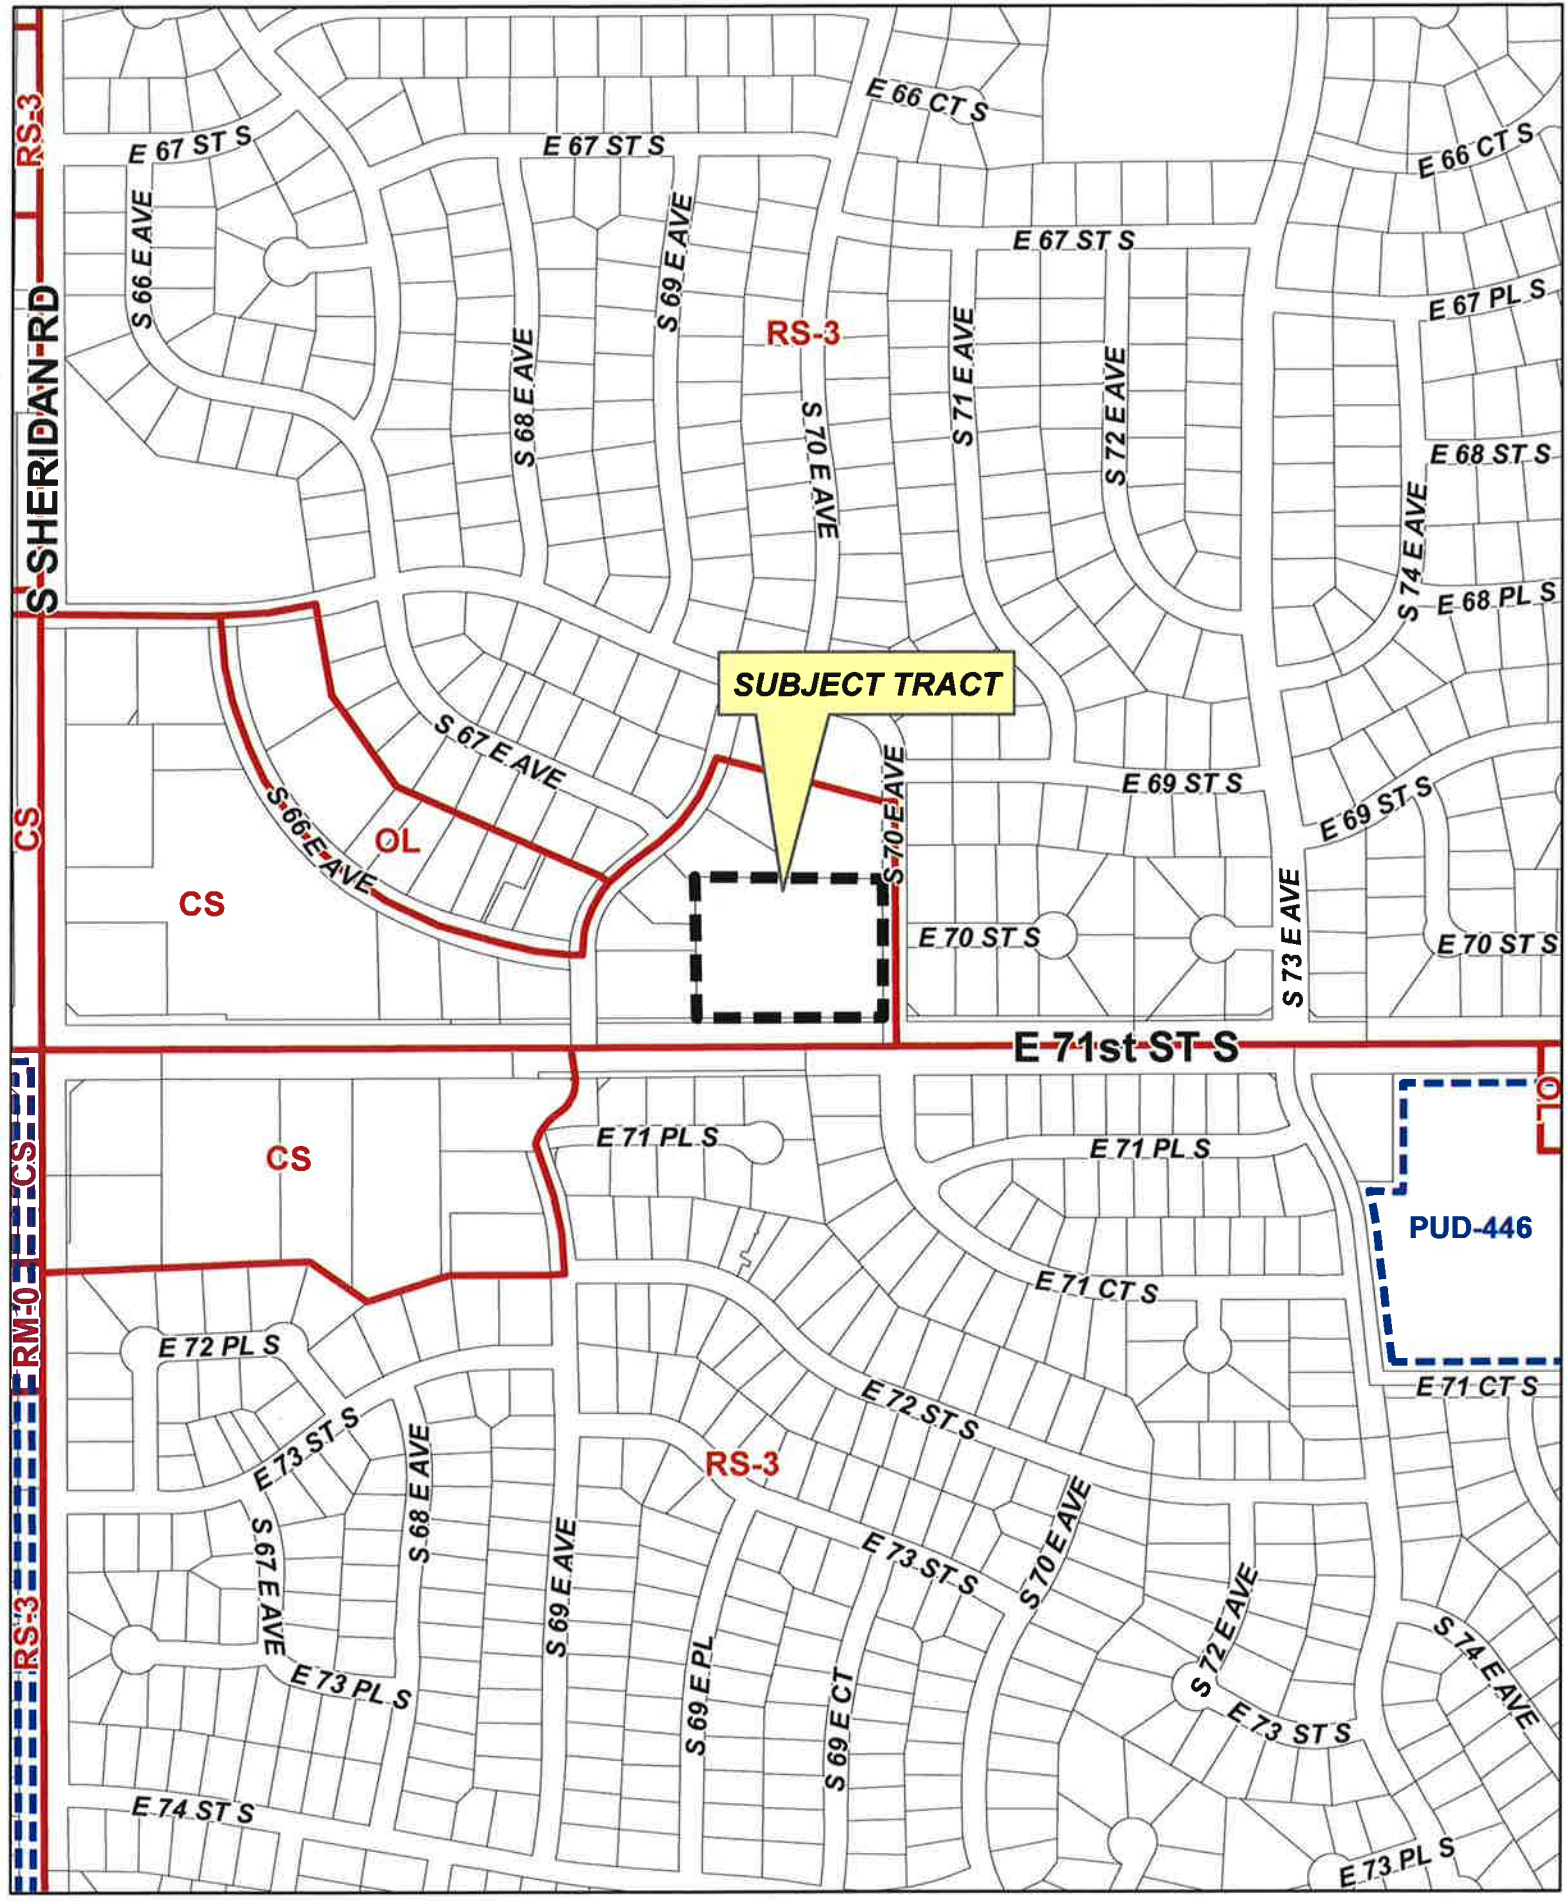 E 66 CT S
RS-3
E 67 ST S
E 67 ST S
E 66 CT S
S 66 E AVE
S 69 E AVE
E 67 ST S
E 67 PL S
S SHERIDAN RD
RS-3
S 68 E AVE
S 71 E AVE
S 72 E AVE
S 70 E AVE
E 68 ST S
S 74 E AVE
E 68 PL S
SUBJECT TRACT
S 67 E AVE
S 70 E AVE
E 69 ST S
E 69 ST S
CS
OL
S 66 E AVE
CS
E 70 ST S
S 73 E AVE
E 70 ST S
E 71st ST S
OL
CS
CS
E 71 PL S
E 71 PL S
PUD-446
RM-0
E 71 CT S
E 72 PL S
E 71 CT S
E 72 ST S
E 73 ST S
RS-3
S 68 E AVE
S 67 E AVE
S 69 E AVE
E 73 ST S
S 70 E AVE
RS-3
S 72 E AVE
S 74 E AVE
E 73 PL S
S 69 E PL
S 69 E CT
E 73 ST S
E 74 ST S
E 73 PL S